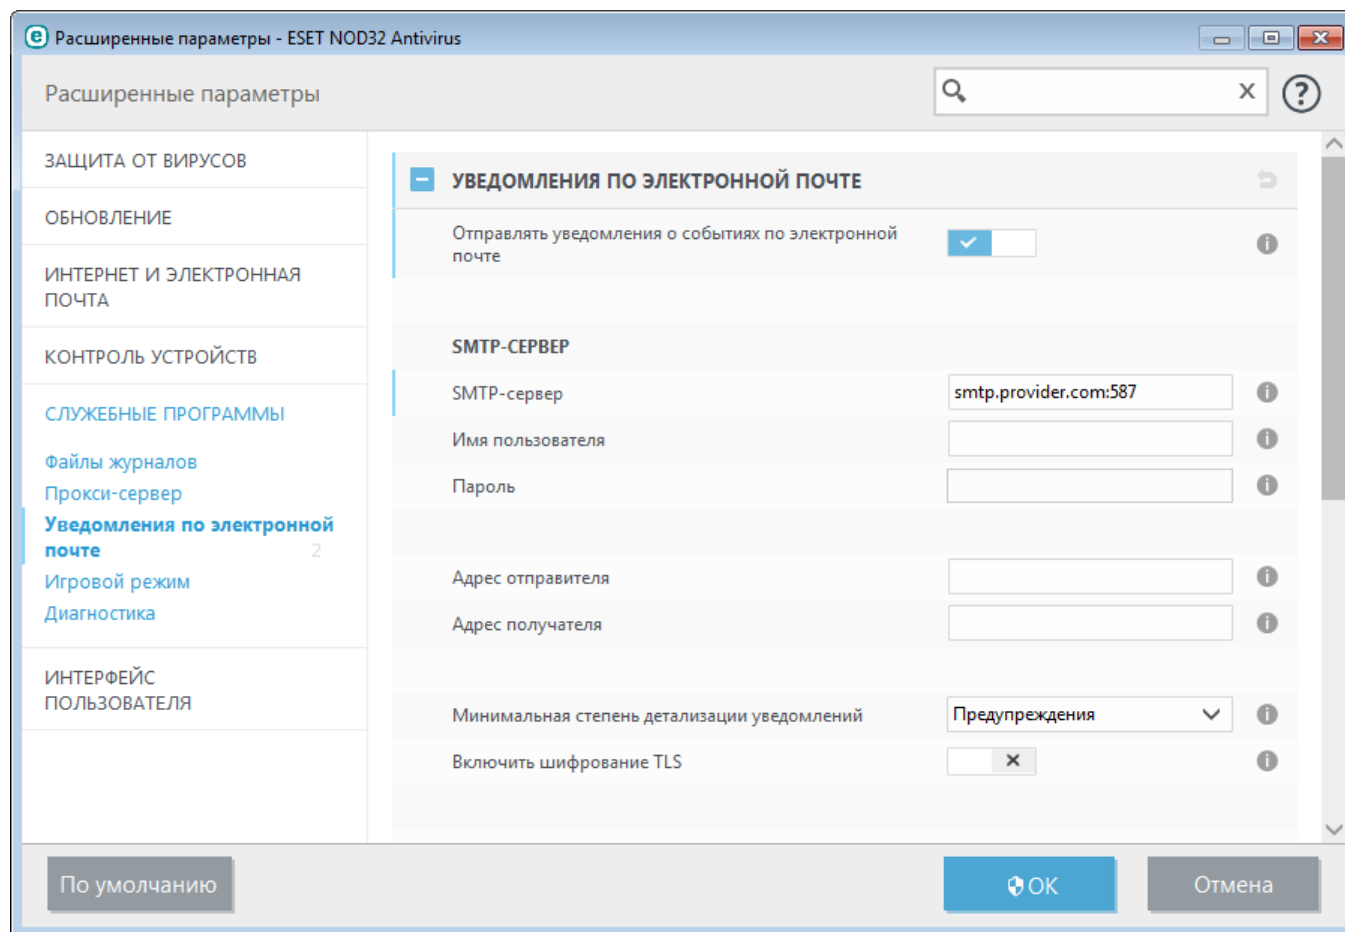 Расширенные параметры - ESET NOD32 Antivirus
Расширенные параметры
ЗАЩИТА ОТ ВИРУСОВ
ОБНОВЛЕНИЕ
ИНТЕРНЕТ И ЭЛЕКТРОННАЯ
ПОЧТА
КОНТРОЛЬ УСТРОЙСТВ
СЛУЖЕБНЫЕ ПРОГРАММЫ
Файлы журналов
Прокси-сервер
Уведомления по электронной
почте 2
Игровой режим
Диагностика
ИНТЕРФЕЙС
ПОЛЬЗОВАТЕЛЯ
УВЕДОМЛЕНИЯ ПО ЭЛЕКТРОННОЙ ПОЧТЕ
Отправлять уведомления о событиях по электронной
почте
SMTP-СЕРВЕР
SMTP-сервер smtp.provider.com:587
Имя пользователя
Пароль
Адрес отправителя
Адрес получателя
Минимальная степень детализации уведомлений Предупреждения
Включить шифрование TLS
По умолчанию
ОК
Отмена